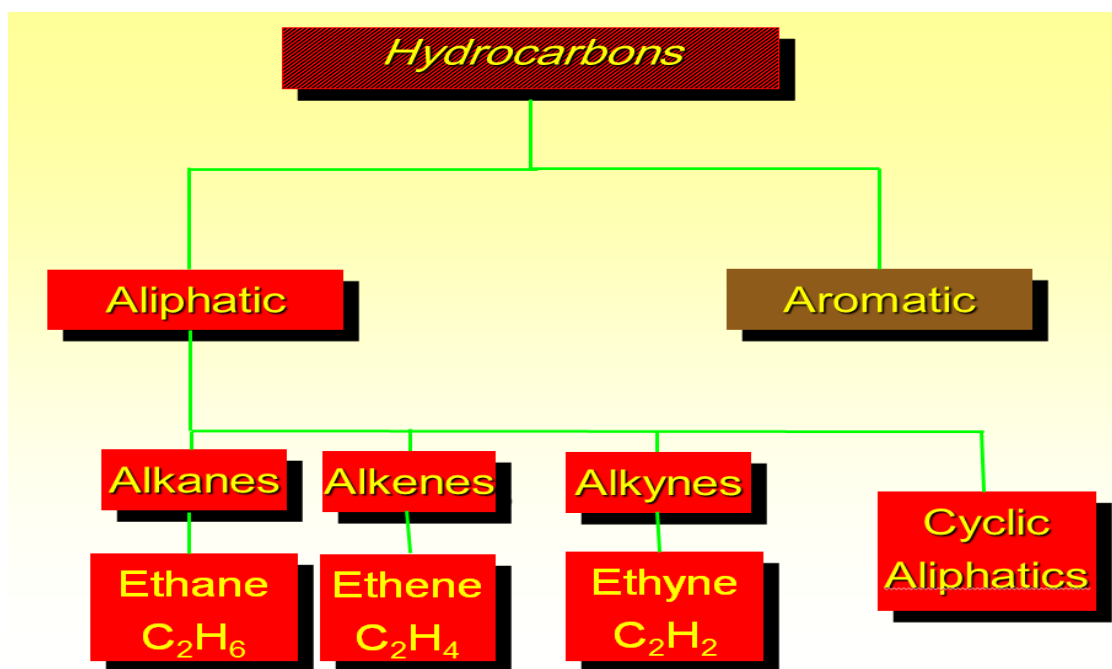 Hydrocarbons
Aliphatic
Aromatic
Alkanes
Alkenes
Alkynes
Cyclic
Aliphatics
Ethane
C₂H₆
Ethene
C₂H₄
Ethyne
C₂H₂